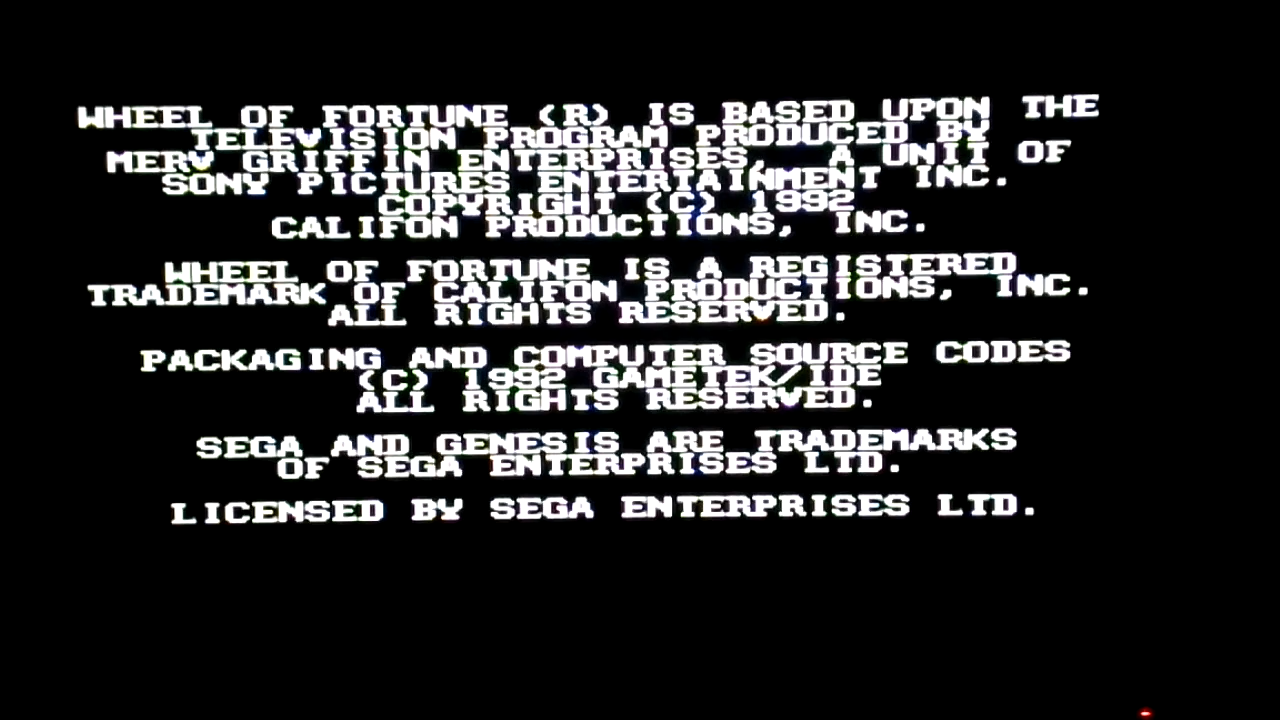 WHEEL OF FORTUNE (R) IS BASED UPON THE
TELEVISION PROGRAM PRODUCED BY
MERV GRIFFIN ENTERPRISES, A UNIT OF
SONY PICTURES ENTERTAINMENT INC.
COPYRIGHT (C) 1992
CALIFON PRODUCTIONS, INC.
WHEEL OF FORTUNE IS A REGISTERED
TRADEMARK OF CALIFON PRODUCTIONS, INC.
ALL RIGHTS RESERVED.
PACKAGING AND COMPUTER SOURCE CODES
(C) 1992 GAMETEK/IDE
ALL RIGHTS RESERVED.
SEGA AND GENESIS ARE TRADEMARKS
OF SEGA ENTERPRISES LTD.
LICENSED BY SEGA ENTERPRISES LTD.